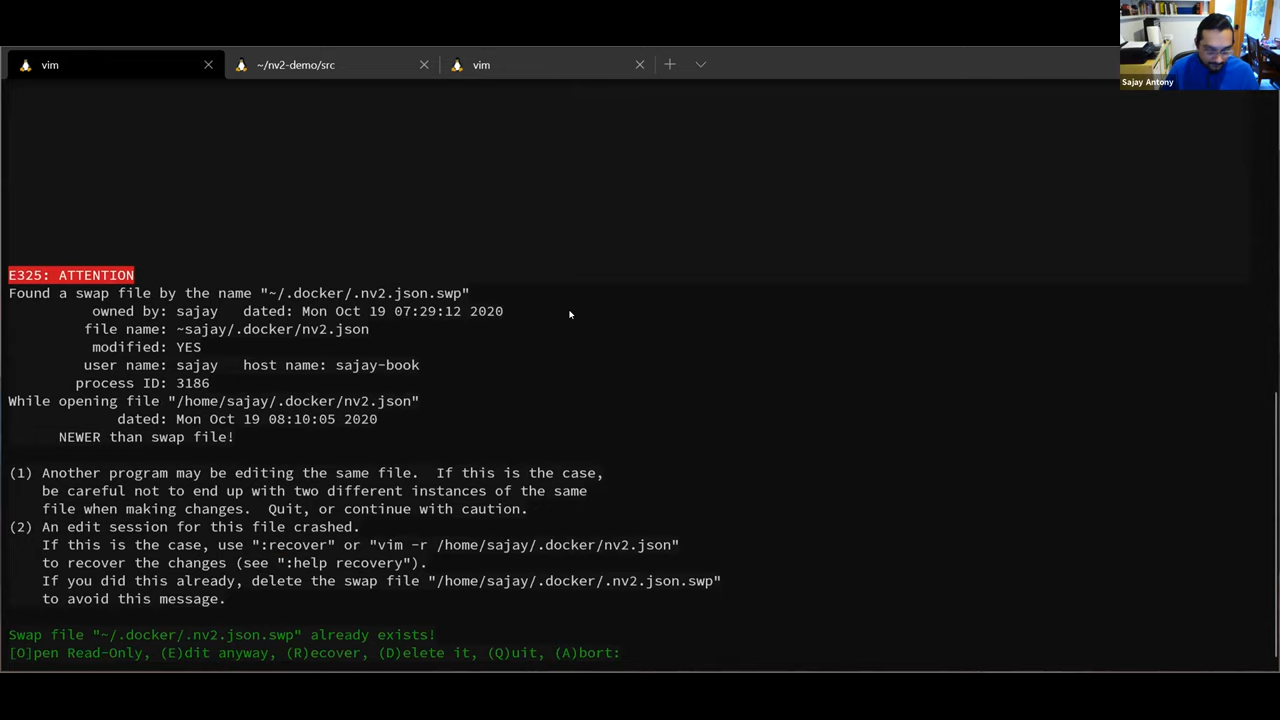 vim
~/nv2-demo/src
vim
Sajay Antony
E325: ATTENTION
Found a swap file by the name "~/.docker/.nv2.json.swp"
owned by: sajay   dated: Mon Oct 19 07:29:12 2020
file name: ~sajay/.docker/nv2.json
modified: YES
user name: sajay   host name: sajay-book
process ID: 3186
While opening file "/home/sajay/.docker/nv2.json"
dated: Mon Oct 19 08:10:05 2020
NEWER than swap file!
(1) Another program may be editing the same file.  If this is the case,
be careful not to end up with two different instances of the same
file when making changes.  Quit, or continue with caution.
(2) An edit session for this file crashed.
If this is the case, use ":recover" or "vim -r /home/sajay/.docker/nv2.json"
to recover the changes (see ":help recovery").
If you did this already, delete the swap file "/home/sajay/.docker/.nv2.json.swp"
to avoid this message.
Swap file "~/.docker/.nv2.json.swp" already exists!
[O]pen Read-Only, (E)dit anyway, (R)ecover, (D)elete it, (Q)uit, (A)bort: